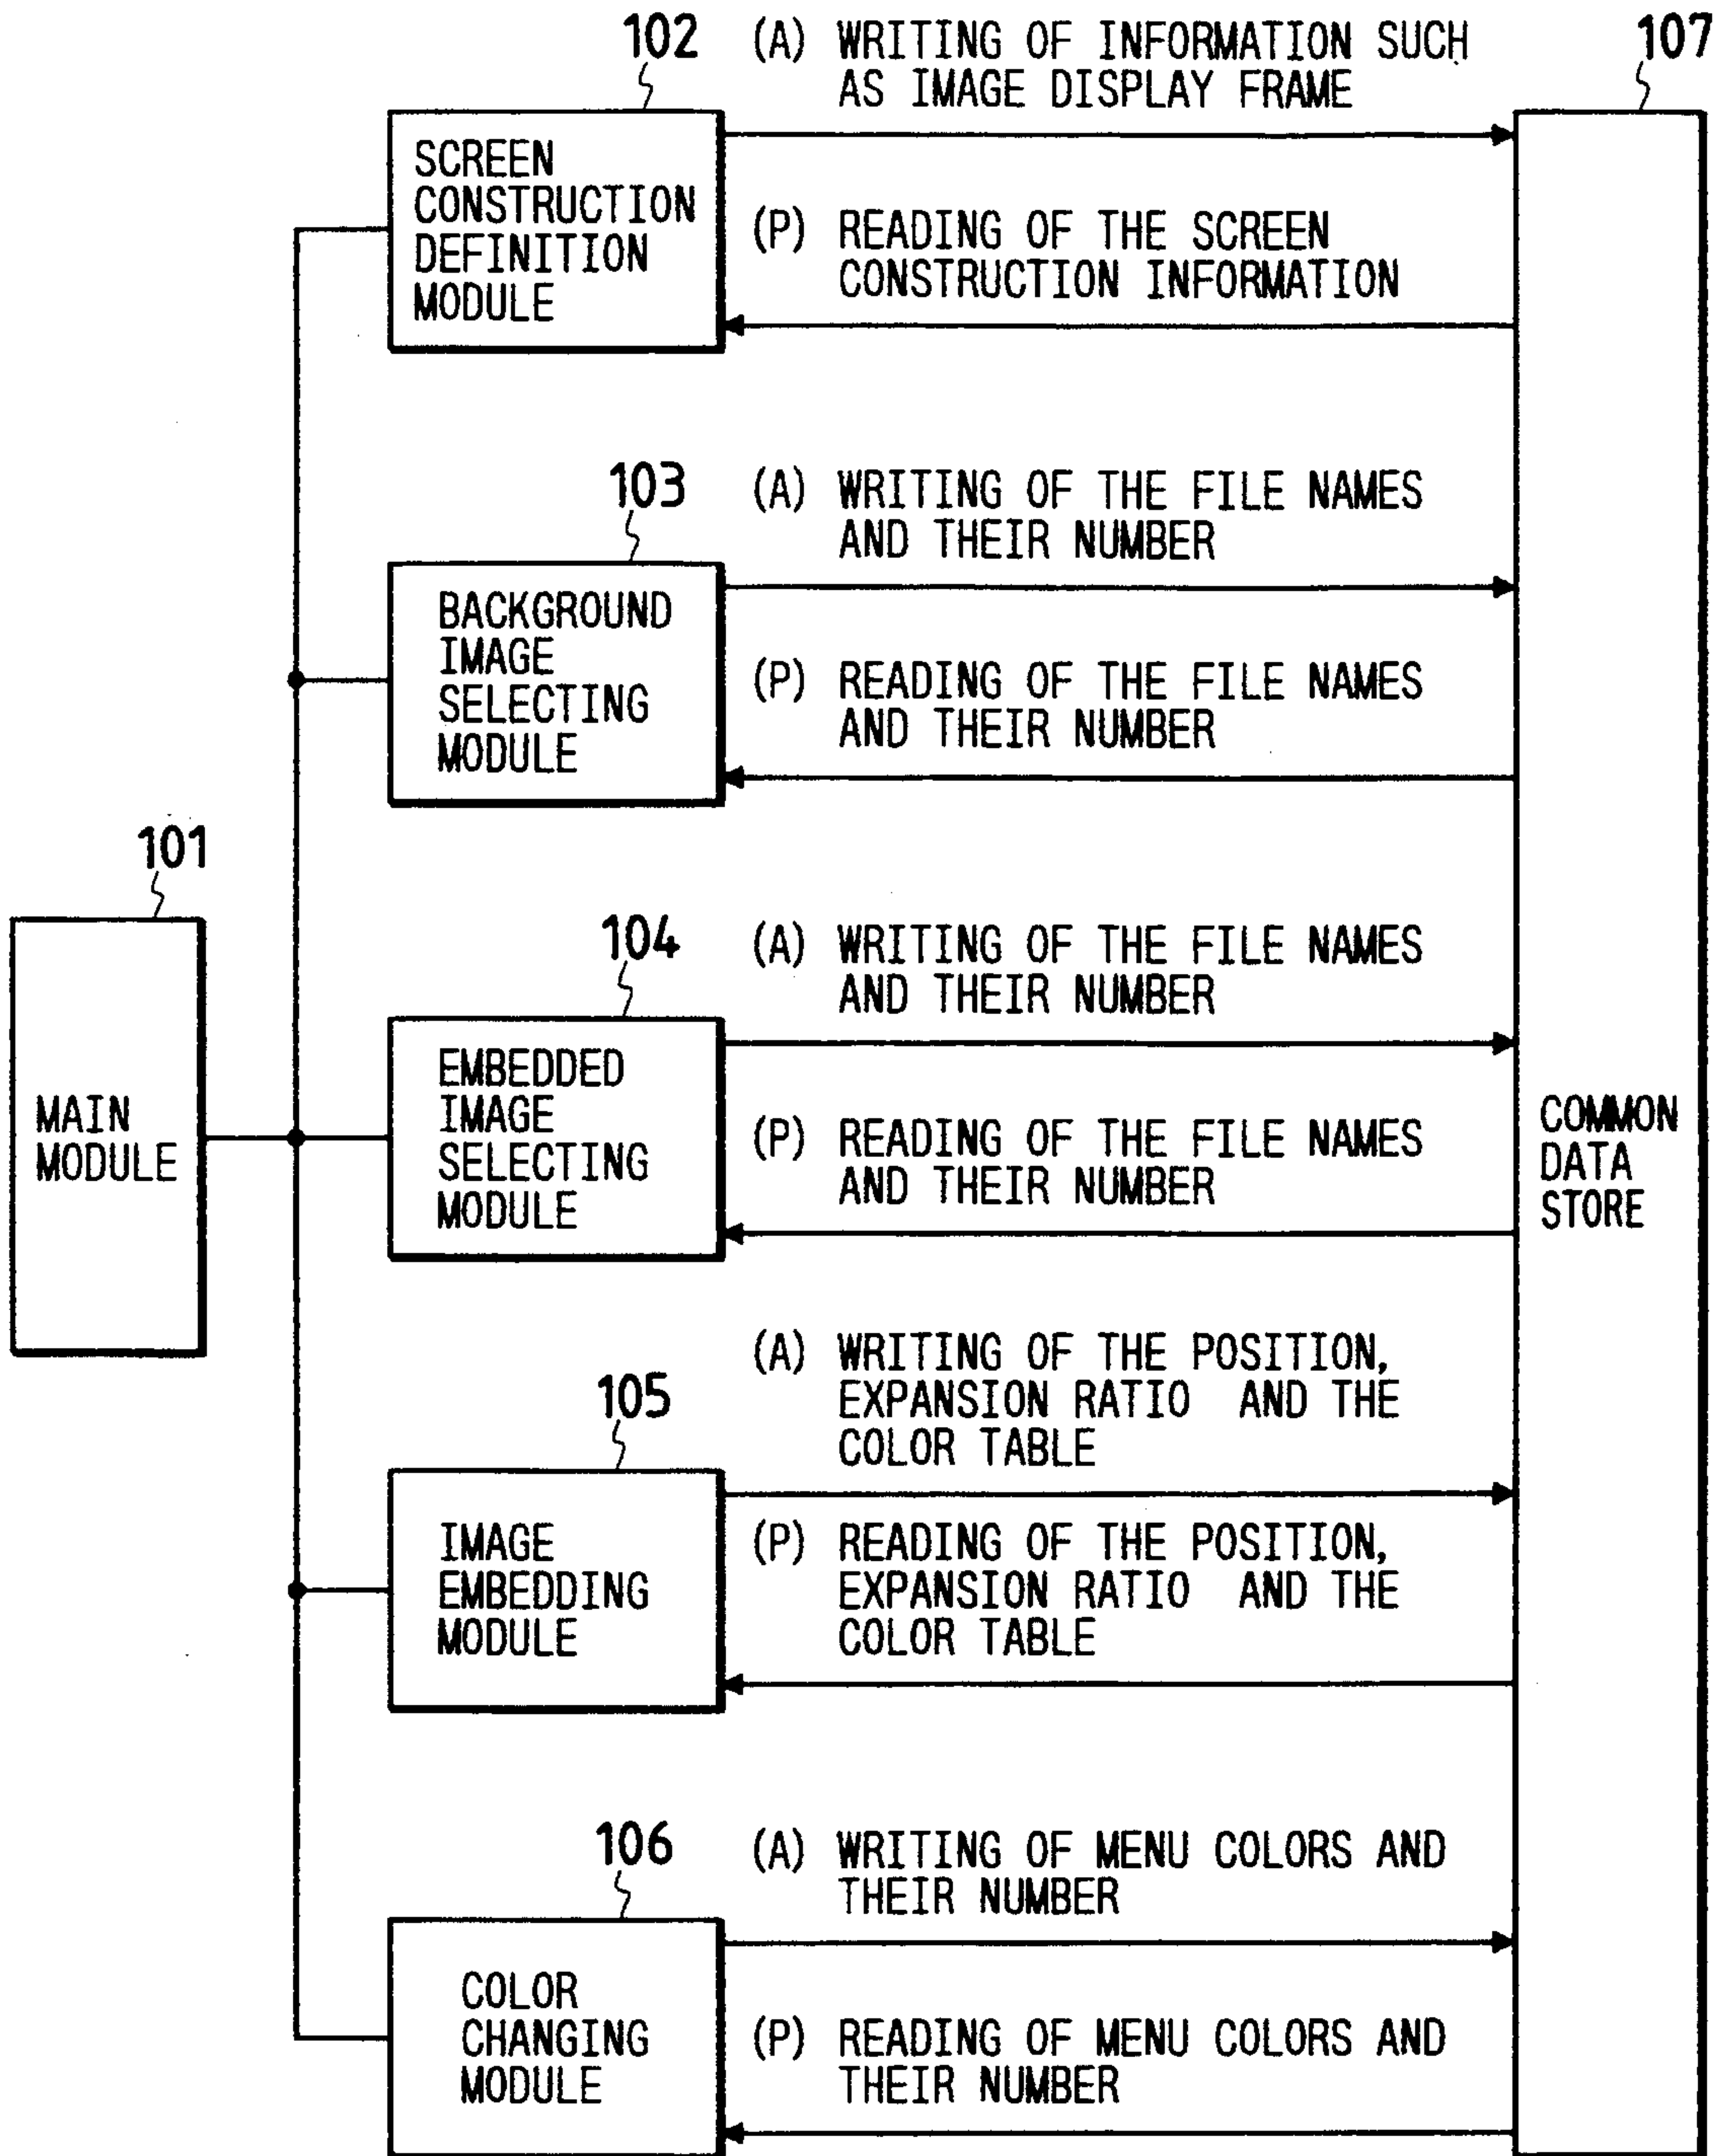 102
(A) WRITING OF INFORMATION SUCH
AS IMAGE DISPLAY FRAME
107
SCREEN
CONSTRUCTION
DEFINITION
MODULE
(P) READING OF THE SCREEN
CONSTRUCTION INFORMATION
103
(A) WRITING OF THE FILE NAMES
AND THEIR NUMBER
BACKGROUND
IMAGE
SELECTING
MODULE
(P) READING OF THE FILE NAMES
AND THEIR NUMBER
101
MAIN
MODULE
104
(A) WRITING OF THE FILE NAMES
AND THEIR NUMBER
EMBEDDED
IMAGE
SELECTING
MODULE
(P) READING OF THE FILE NAMES
AND THEIR NUMBER
COMMON
DATA
STORE
105
(A) WRITING OF THE POSITION,
EXPANSION RATIO AND THE
COLOR TABLE
IMAGE
EMBEDDING
MODULE
(P) READING OF THE POSITION,
EXPANSION RATIO AND THE
COLOR TABLE
106
(A) WRITING OF MENU COLORS AND
THEIR NUMBER
COLOR
CHANGING
MODULE
(P) READING OF MENU COLORS AND
THEIR NUMBER